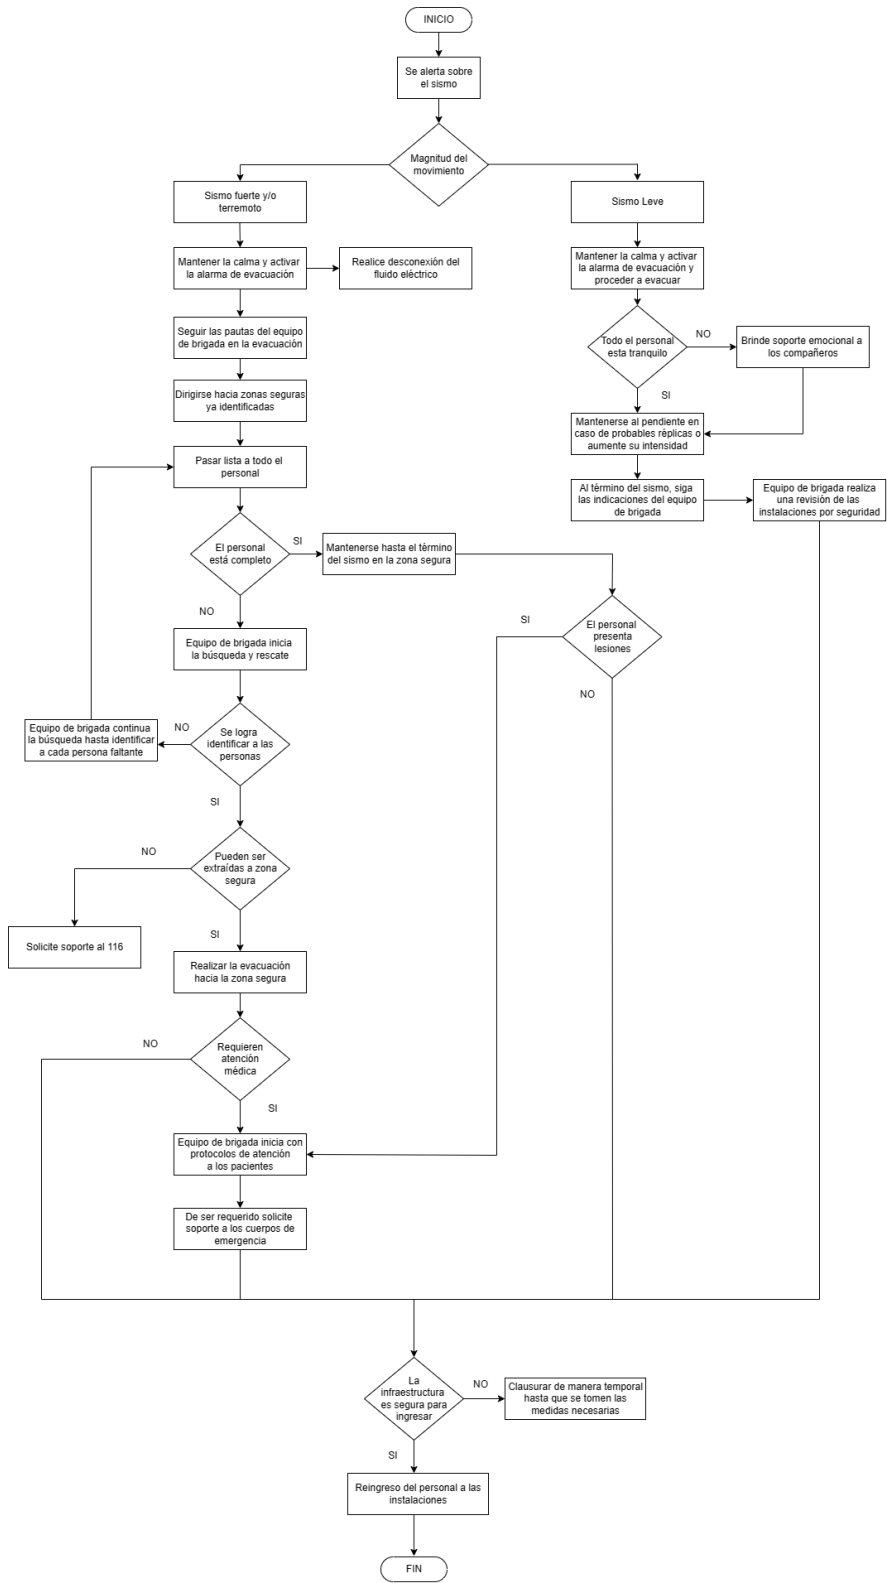 INICIO
Se alerta sobre
el sismo
Magnitud del
movimiento
Sismo fuerte y/o
terremoto
Sismo Leve
Mantener la calma y activar
la alarma de evacuación
Realice desconexión del
fluido eléctrico
Mantener la calma y activar
la alarma de evacuación y
proceder a evacuar
Seguir las pautas del equipo
de brigada en la evacuación
Todo el personal
esta tranquilo
NO
Brinde soporte emocional a
los compañeros
SI
Dirigirse hacia zonas seguras
ya identificadas
Mantenerse al pendiente en
caso de probables réplicas o
aumente su intensidad
Pasar lista a todo el
personal
Al término del sismo, siga
las indicaciones del equipo
de brigada
Equipo de brigada realiza
una revisión de las
instalaciones por seguridad
El personal
está completo
SI
Mantenerse hasta el término
del sismo en la zona segura
NO
El personal
presenta
lesiones
SI
NO
Equipo de brigada inicia
la búsqueda y rescate
Se logra
identificar a las
personas
NO
Equipo de brigada continua
la búsqueda hasta identificar
a cada persona faltante
SI
Pueden ser
extraídas a zona
segura
NO
Solicite soporte al 116
SI
Realizar la evacuación
hacia la zona segura
Requieren
atención
médica
NO
SI
Equipo de brigada inicia con
protocolos de atención
a los pacientes
De ser requerido solicite
soporte a los cuerpos de
emergencia
La
infraestructura
es segura para
ingresar
NO
Clausurar de manera temporal
hasta que se tomen las
medidas necesarias
SI
Reingreso del personal a las
instalaciones
FIN